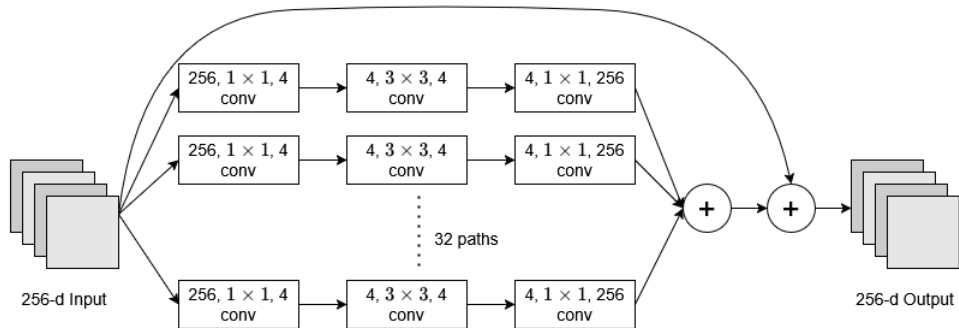 256, 1 × 1, 4
conv
4, 3 × 3, 4
conv
4, 1 × 1, 256
conv
256, 1 × 1, 4
conv
4, 3 × 3, 4
conv
4, 1 × 1, 256
conv
+
+
32 paths
256-d Input
256, 1 × 1, 4
conv
4, 3 × 3, 4
conv
4, 1 × 1, 256
conv
256-d Output